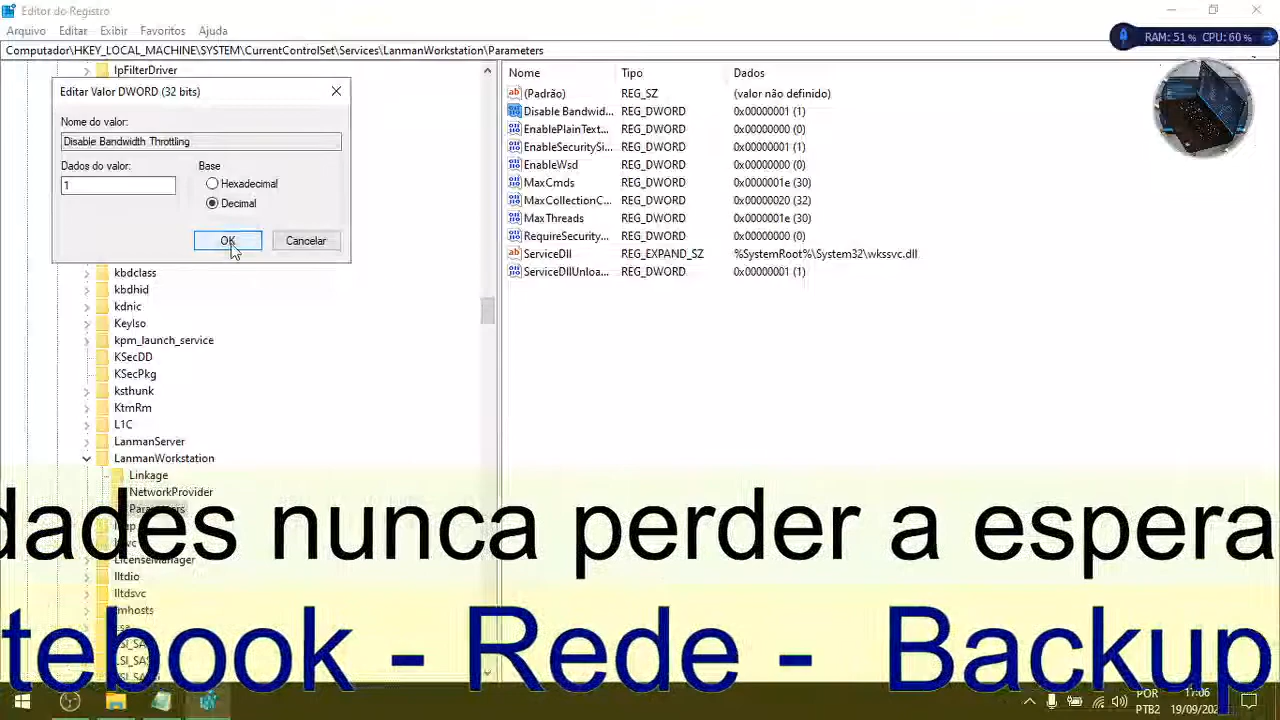 Editor do Registro
Arquivo Editar Exibir Favoritos Ajuda
Computador\HKEY_LOCAL_MACHINE\SYSTEM\CurrentControlSet\Services\LanmanWorkstation\Parameters
RAM: 51 % CPU: 60 %
IpFilterDriver
Editar Valor DWORD (32 bits)
Nome do valor:
Disable Bandwidth Throttling
Dados do valor:
Base
1
Hexadecimal
Decimal
OK
Cancelar
kbdclass
kbdhid
kdnic
KeyIso
kpm_launch_service
KSecDD
KSecPkg
ksthunk
KtmRm
L1C
LanmanServer
LanmanWorkstation
Linkage
NetworkProvider
Parameters
LicenseManager
lltdio
lltdsvc
lmhosts
Nome Tipo Dados
(Padrão) REG_SZ (valor não definido)
Disable Bandwid... REG_DWORD 0x00000001 (1)
EnablePlainText... REG_DWORD 0x00000000 (0)
EnableSecuritySi... REG_DWORD 0x00000001 (1)
EnableWsd REG_DWORD 0x00000000 (0)
MaxCmds REG_DWORD 0x0000001e (30)
MaxCollectionC... REG_DWORD 0x00000020 (32)
MaxThreads REG_DWORD 0x0000001e (30)
RequireSecurity... REG_DWORD 0x00000000 (0)
ServiceDll REG_EXPAND_SZ %SystemRoot%\System32\wkssvc.dll
ServiceDllUnloa... REG_DWORD 0x00000001 (1)
dades nunca perder a espera
tebook - Rede - Backup
POR
PTB2
17:06